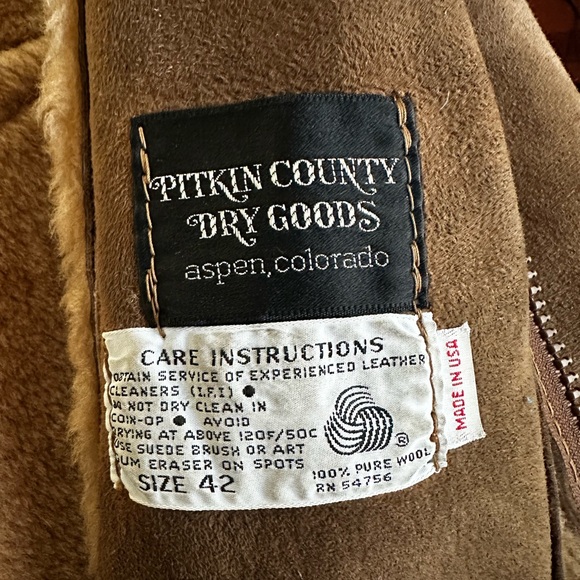 PITKIN COUNTY
DRY GOODS
aspen, colorado
CARE INSTRUCTIONS
OBTAIN SERVICE OF EXPERIENCED LEATHER
CLEANERS (I.F.I) ●
DO NOT DRY CLEAN IN
COIN-OP ● AVOID
DRYING AT ABOVE 120F/50C
USE SUEDE BRUSH OR ART
GUM ERASER ON SPOTS
SIZE 42
®
100% PURE WOOL
RN 54756
MADE IN USA